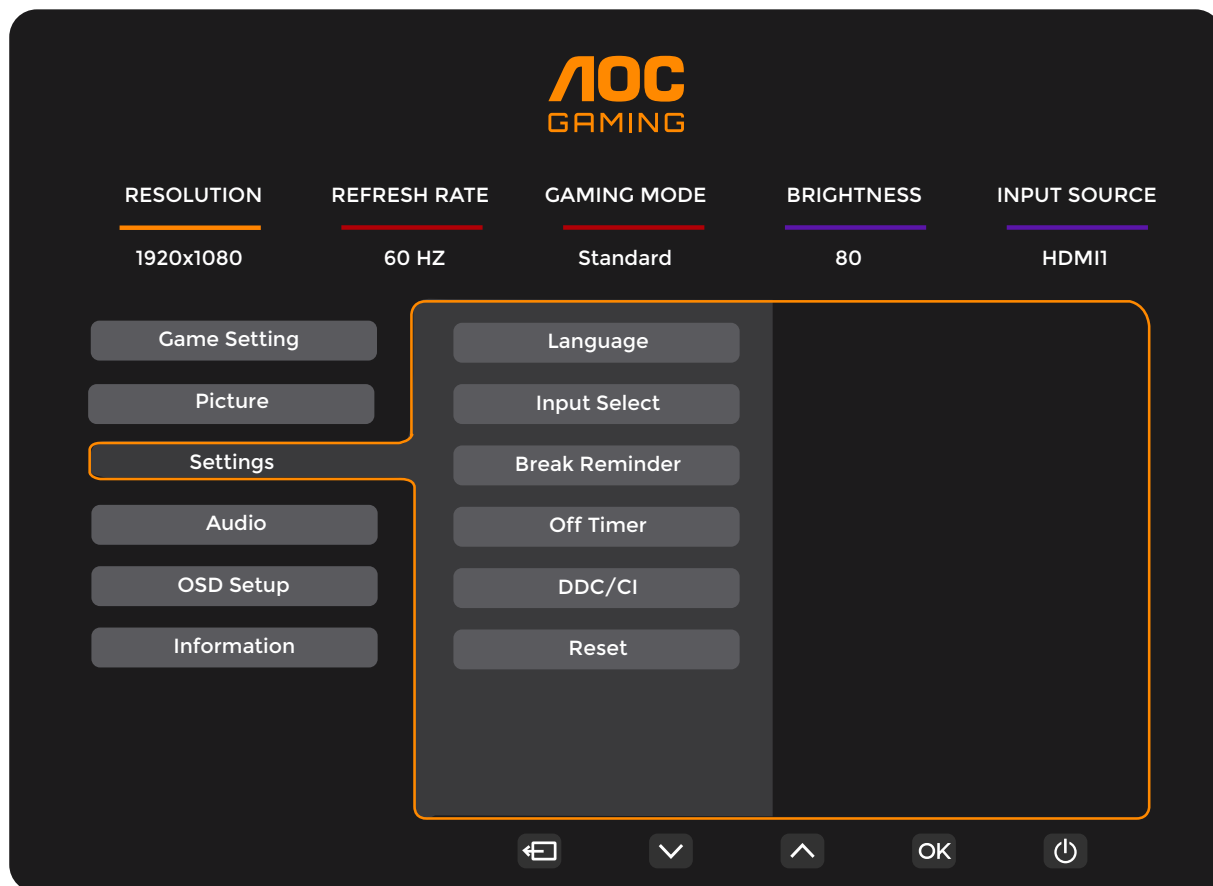 AOC
GAMING
RESOLUTION REFRESH RATE GAMING MODE BRIGHTNESS INPUT SOURCE
1920x1080 60 HZ Standard 80 HDMI1
Game Setting Language
Picture Input Select
Settings Break Reminder
Audio Off Timer
OSD Setup DDC/CI
Information Reset
OK